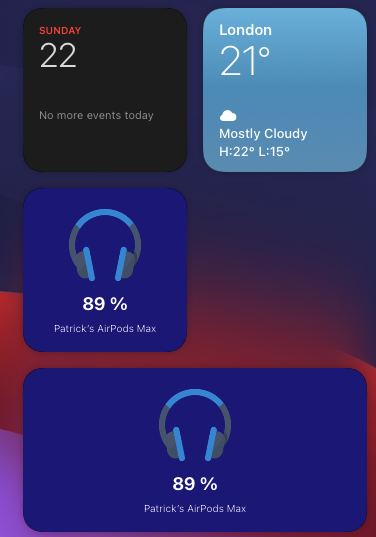 SUNDAY
22
No more events today
London
21°
Mostly Cloudy
H:22° L:15°
89 %
Patrick's AirPods Max
89 %
Patrick's AirPods Max